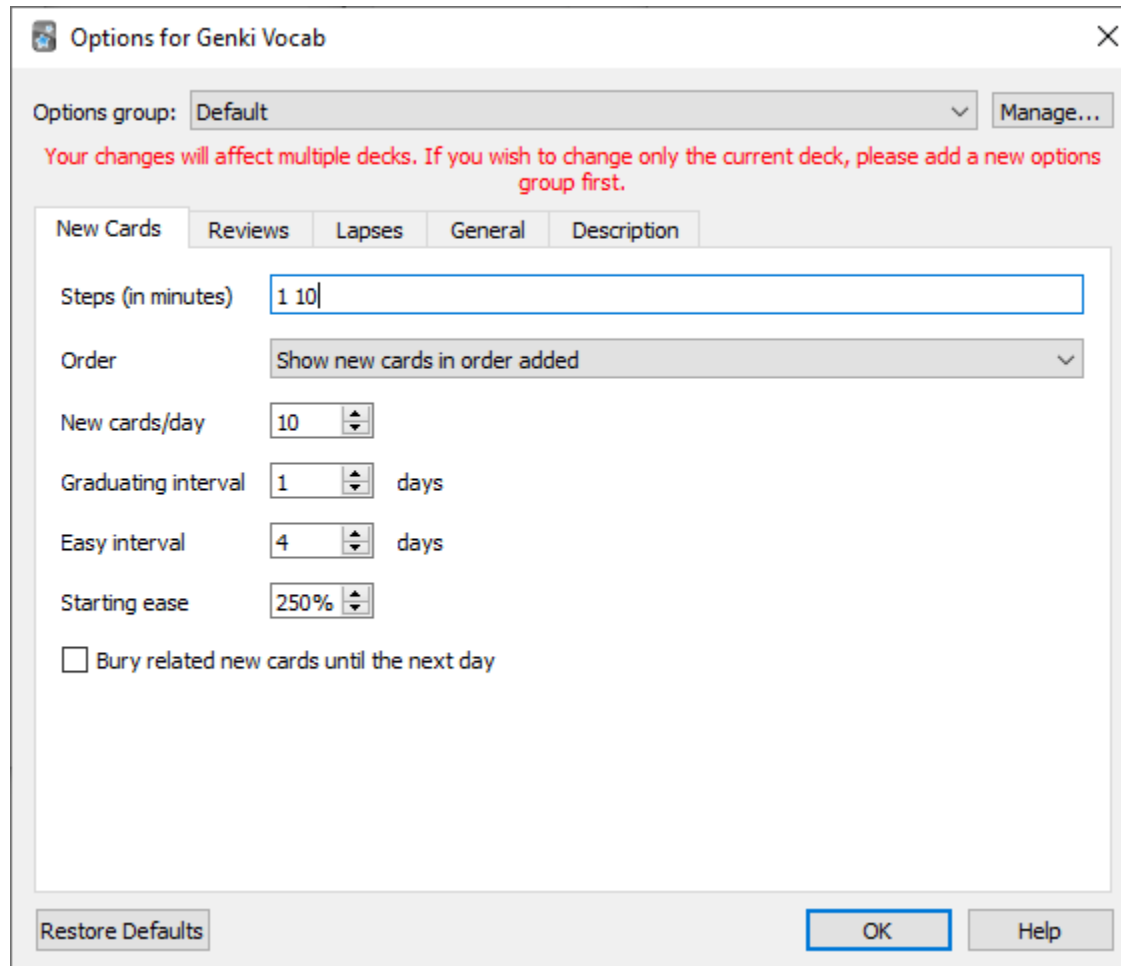 Options for Genki Vocab
Options group: Default Manage...
Your changes will affect multiple decks. If you wish to change only the current deck, please add a new options
group first.
New Cards Reviews Lapses General Description
Steps (in minutes) 1 10
Order Show new cards in order added
New cards/day 10
Graduating interval 1 days
Easy interval 4 days
Starting ease 250%
Bury related new cards until the next day
Restore Defaults OK Help